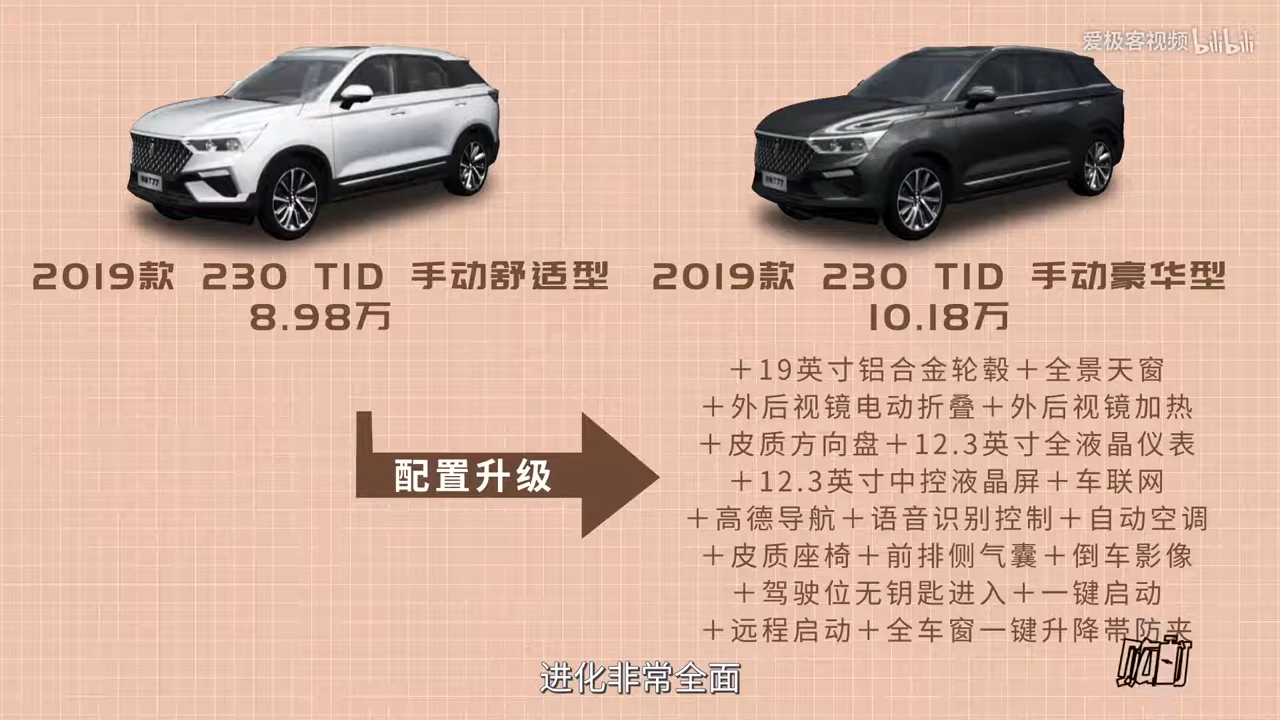 爱极客视频 bilibili
2019款 230 TID 手动舒适型
8.98万
2019款 230 TID 手动豪华型
10.18万
＋19英寸铝合金轮毂＋全景天窗
＋外后视镜电动折叠＋外后视镜加热
＋皮质方向盘＋12.3英寸全液晶仪表
＋12.3英寸中控液晶屏＋车联网
＋高德导航＋语音识别控制＋自动空调
＋皮质座椅＋前排侧气囊＋倒车影像
＋驾驶位无钥匙进入＋一键启动
＋远程启动＋全车窗一键升降带防夹
配置升级
进化非常全面